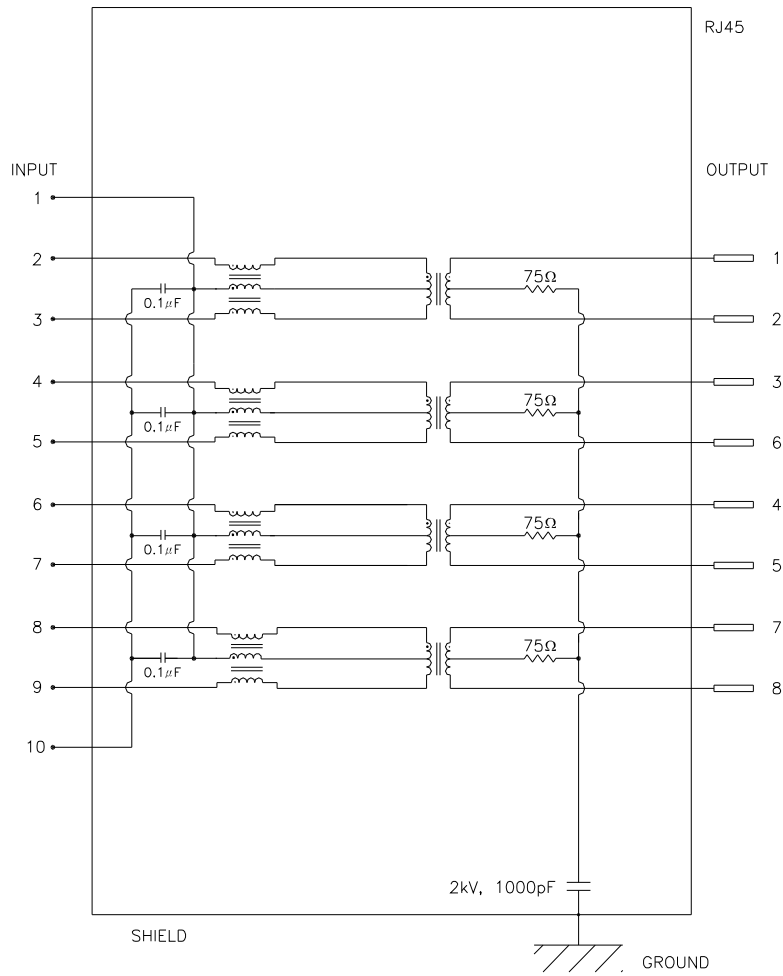 RJ45
INPUT
OUTPUT
1
2
1
75Ω
0.1μF
3
2
4
3
75Ω
0.1μF
5
6
6
4
75Ω
0.1μF
7
5
8
7
75Ω
0.1μF
9
8
10
2kV, 1000pF
SHIELD
GROUND